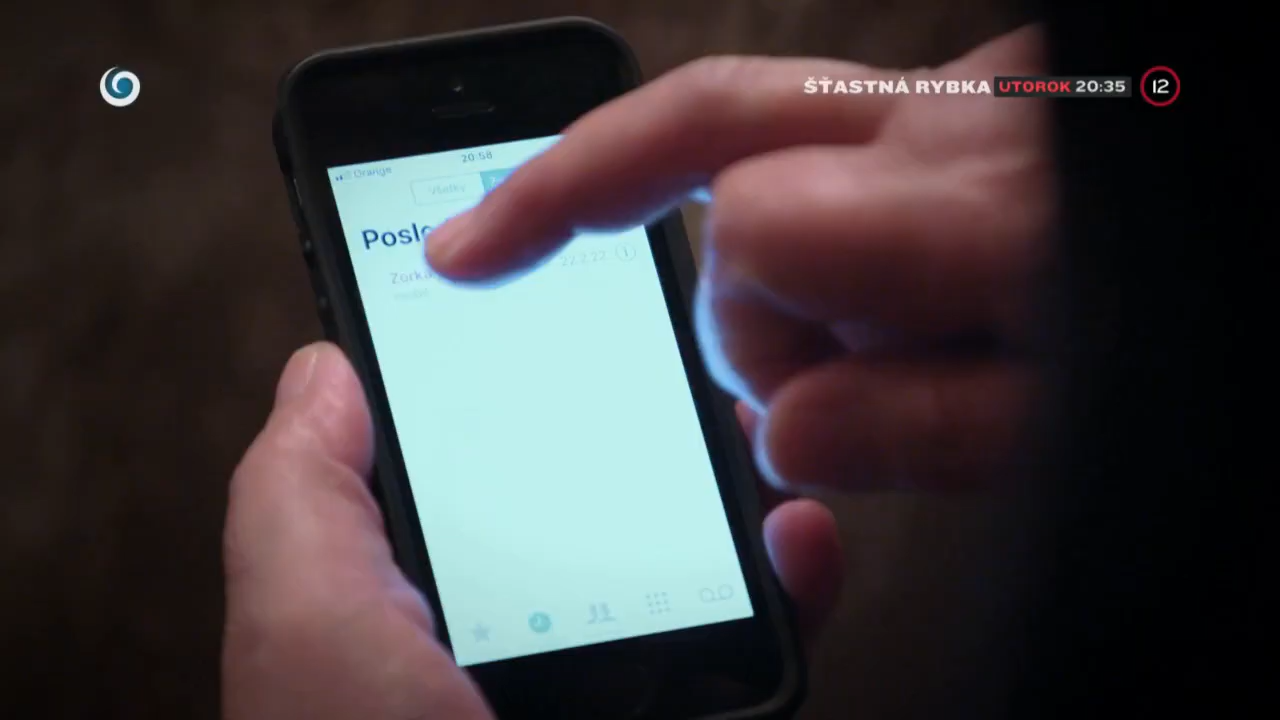 ŠŤASTNÁ RYBKA UTOROK 20:35 12
20:58
Orange
Všetky
Posle
Zorka
22.2.22